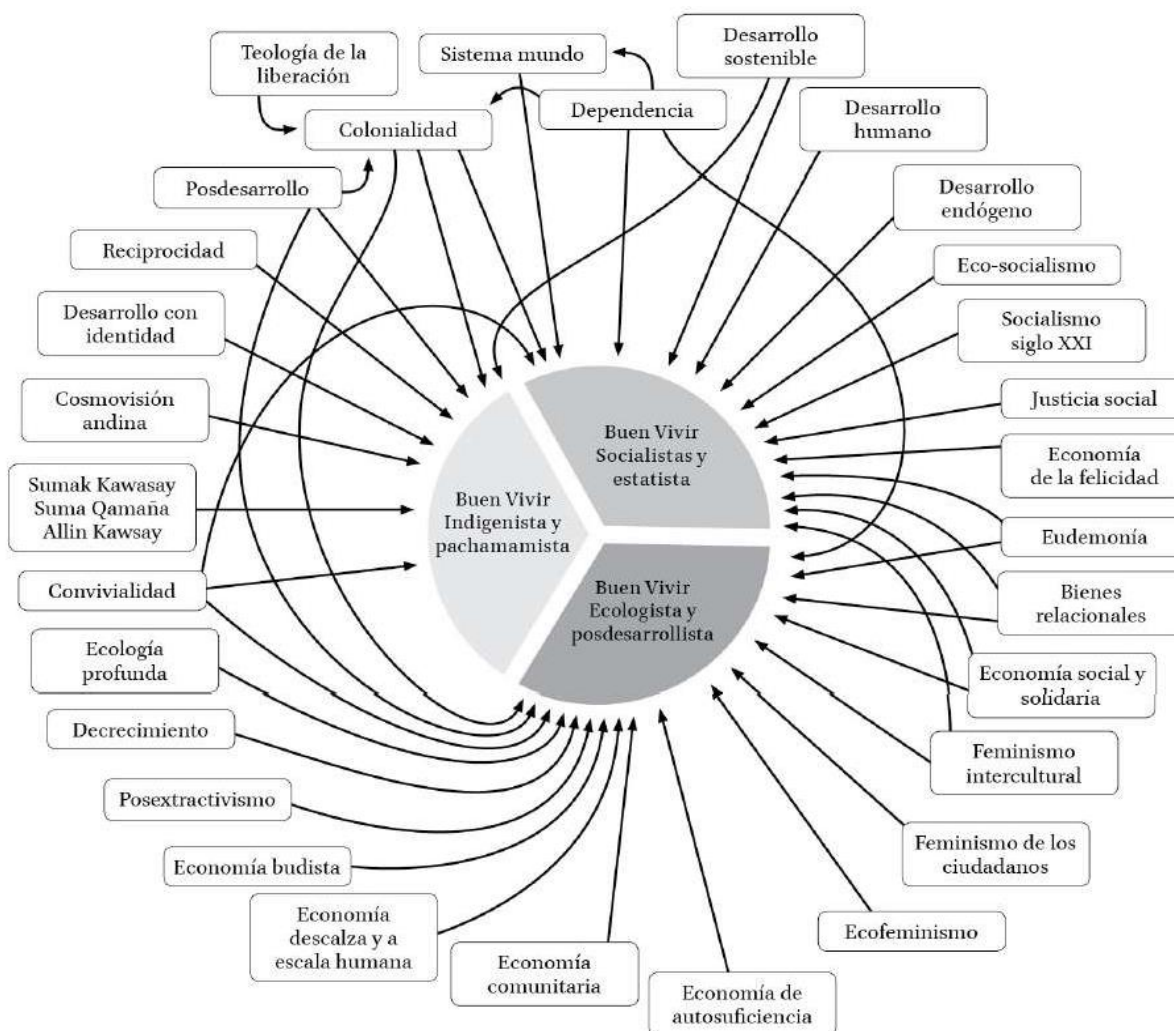 Teología de la
liberación
Sistema mundo
Desarrollo
sostenible
Colonialidad
Dependencia
Desarrollo
humano
Posdesarrollo
Desarrollo
endógeno
Reciprocidad
Eco-socialismo
Desarrollo con
identidad
Socialismo
siglo XXI
Cosmovisión
andina
Justicia social
Economía
de la felicidad
Sumak Kawasay
Suma Qamaña
Allin Kawsay
Eudemonía
Convivialidad
Bienes
relacionales
Ecología
profunda
Economía social y
solidaria
Decrecimiento
Feminismo
intercultural
Posextractivismo
Feminismo de los
ciudadanos
Economía budista
Ecofeminismo
Economía
descalza y a
escala humana
Economía
comunitaria
Economía de
autosuficiencia
Buen Vivir
Socialistas y
estatista
Buen Vivir
Indigenista y
pachamamista
Buen Vivir
Ecologista y
posdesarrollista